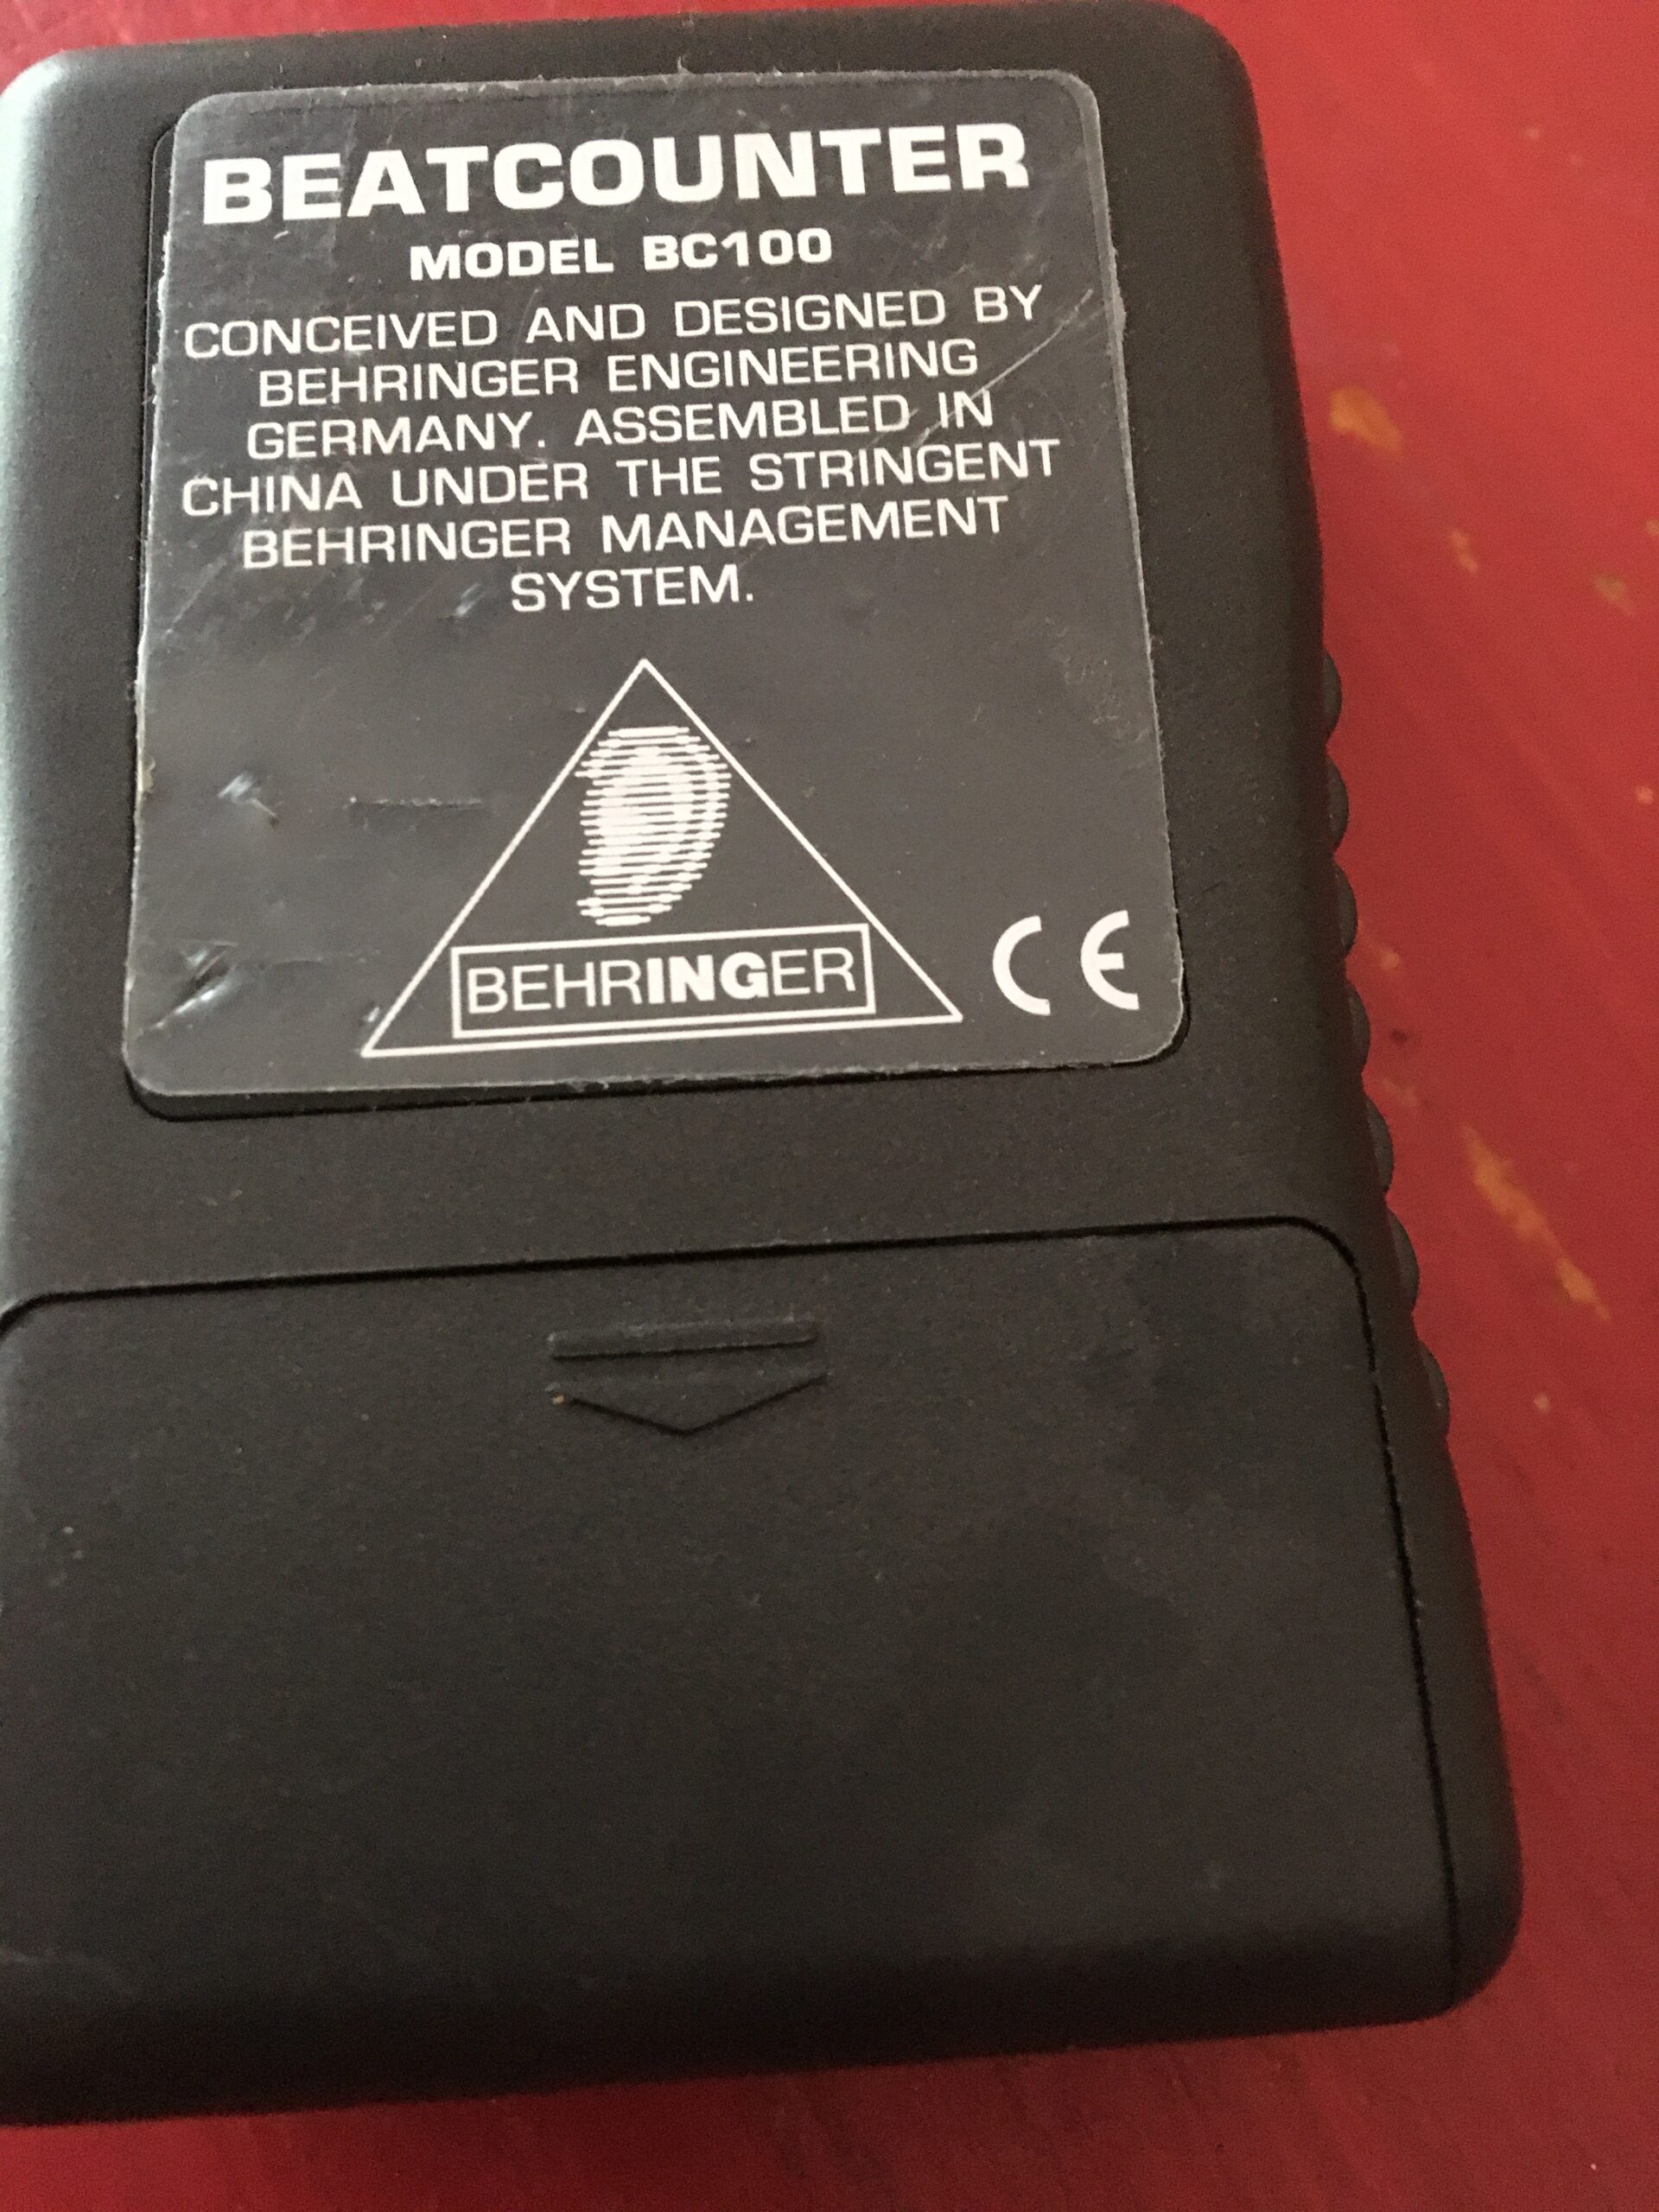 BEATCOUNTER
MODEL BC100
CONCEIVED AND DESIGNED BY
BEHRINGER ENGINEERING
GERMANY. ASSEMBLED IN
CHINA UNDER THE STRINGENT
BEHRINGER MANAGEMENT
SYSTEM.
BEHRINGER
CE